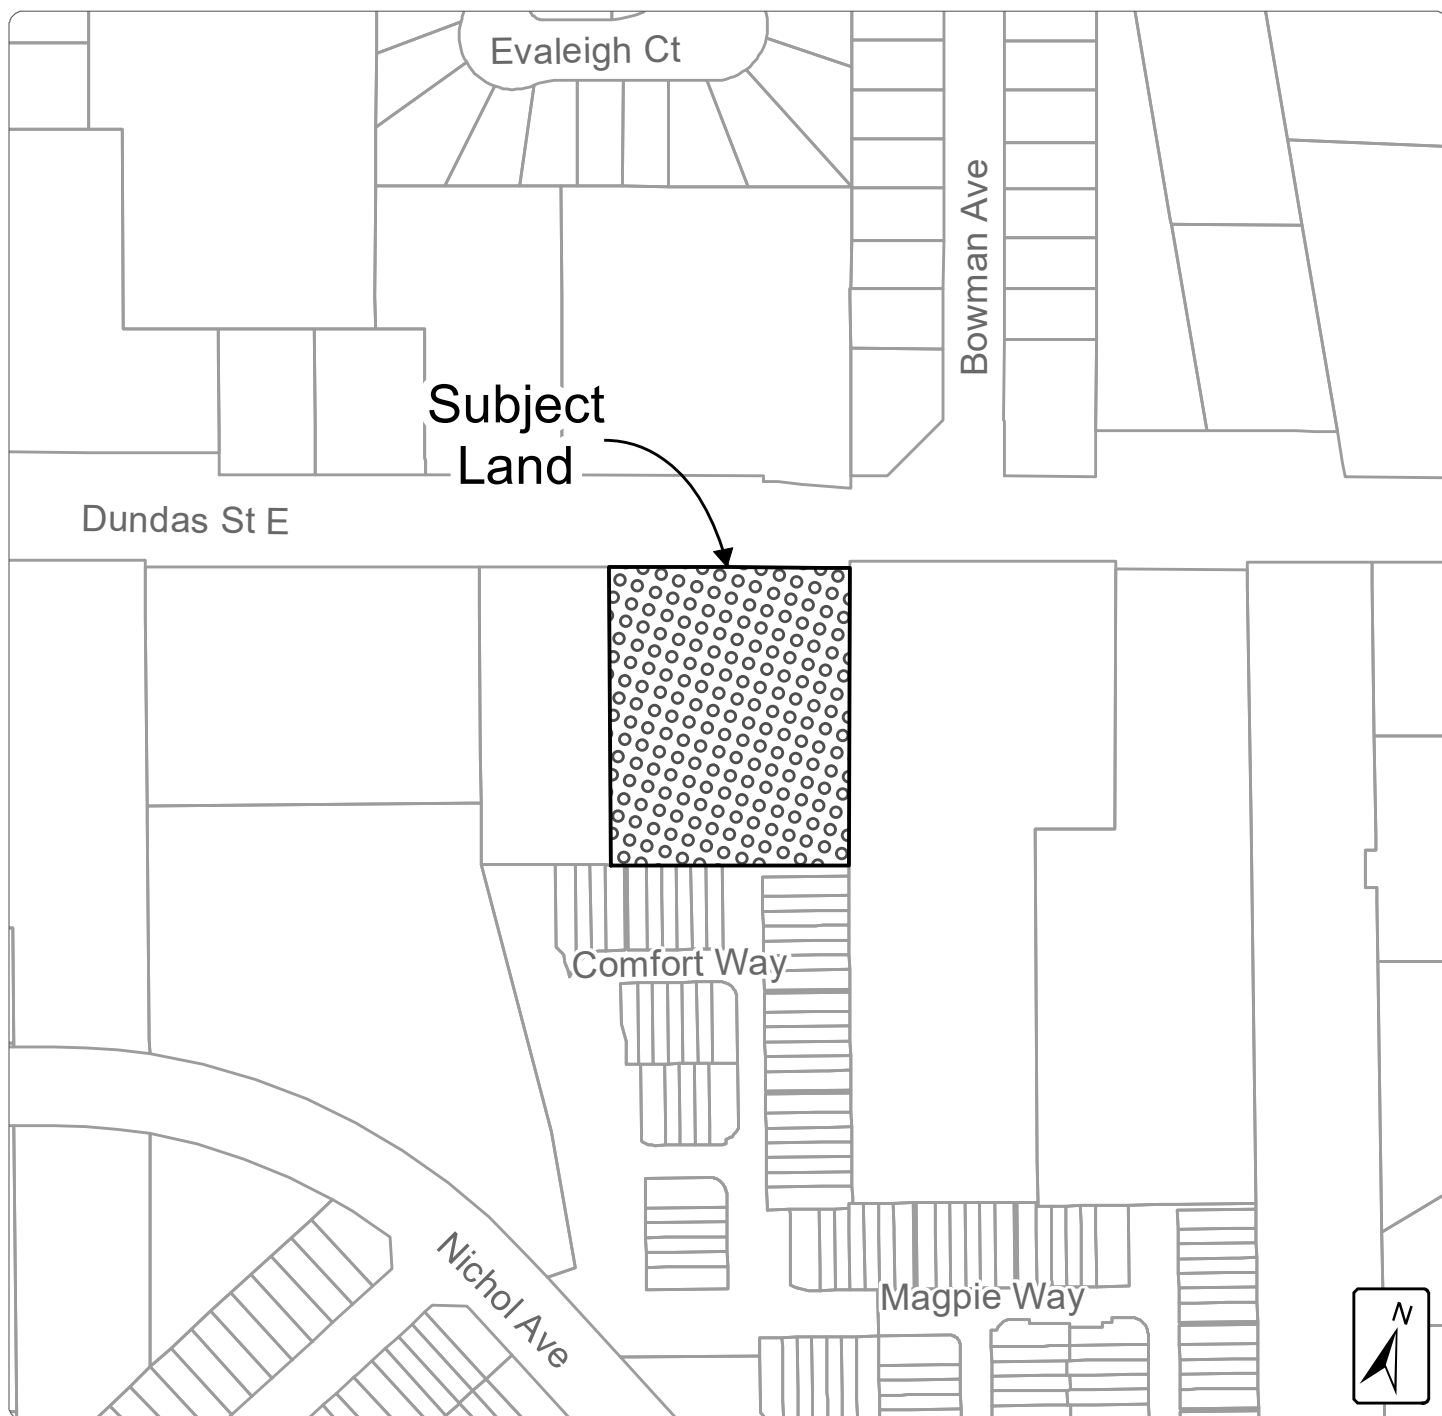 Evaleigh Ct
Bowman Ave
Subject
Land
Dundas St E
Comfort Way
Nichol Ave
Magpie Way
N